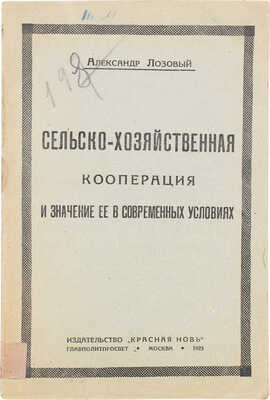 Александр Лозовый
СЕЛЬСКО-ХОЗЯЙСТВЕННАЯ
КООПЕРАЦИЯ
И ЗНАЧЕНИЕ ЕЕ В СОВРЕМЕННЫХ УСЛОВИЯХ
ИЗДАТЕЛЬСТВО „КРАСНАЯ НОВЬ"
ГЛАВПОЛИТПРОСВЕТ * МОСКВА * 1923